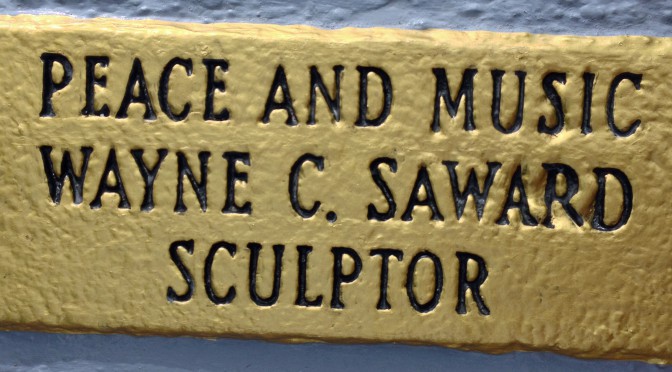 PEACE AND MUSIC
WAYNE C. SAWARD
SCULPTOR